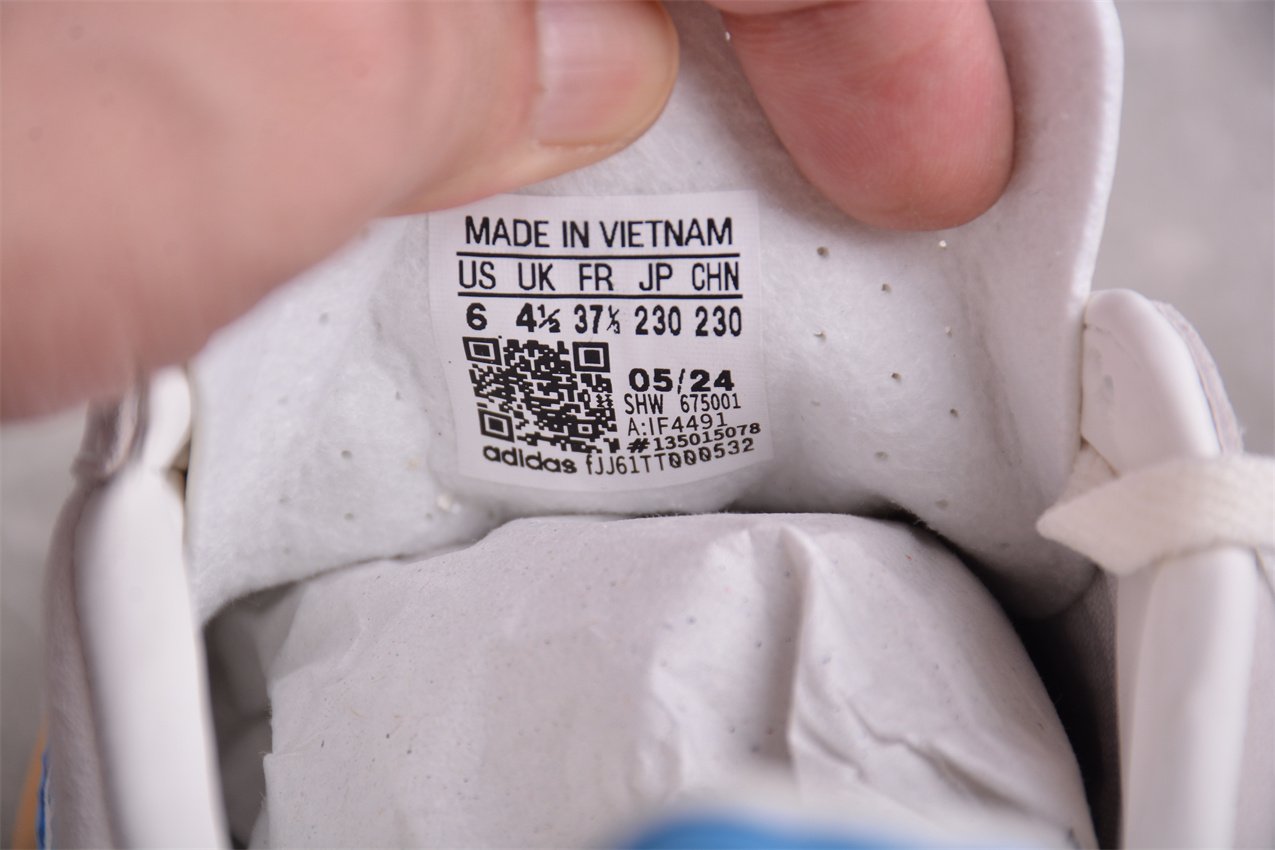 MADE IN VIETNAM
US UK FR JP CHN
6 4½ 37⅓ 230 230
05/24
SHW 675001
A:IF4491
#135015078
adidas fJJ61TT000532